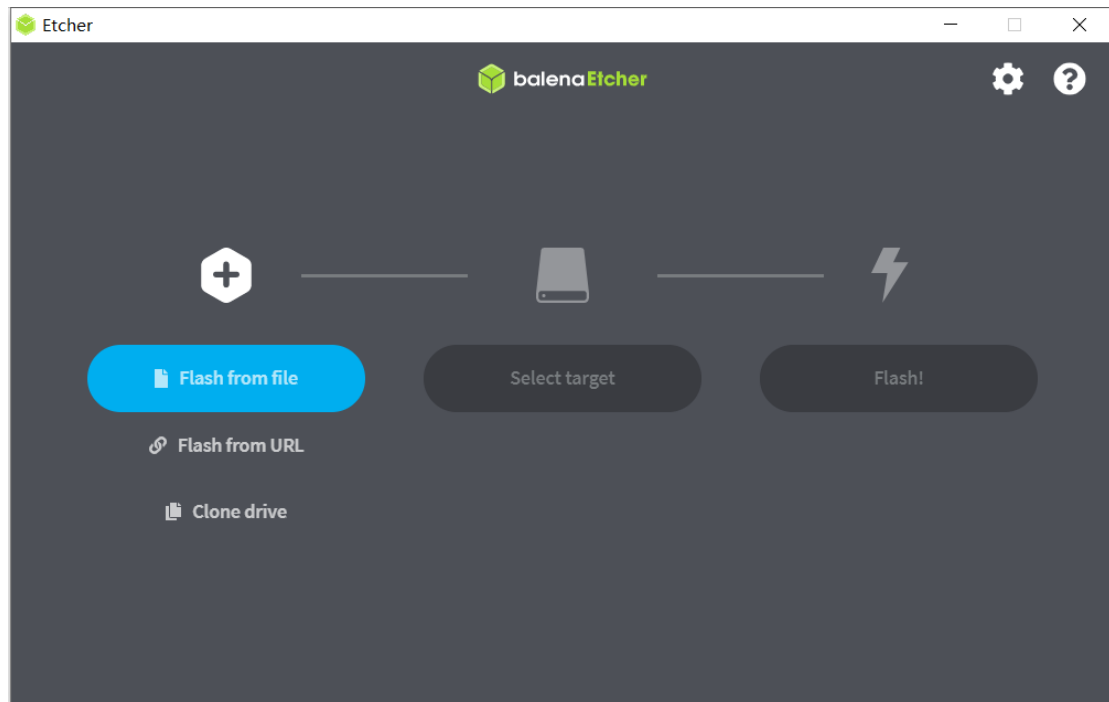 Etcher
balenaEtcher
Flash from file
Select target
Flash!
Flash from URL
Clone drive